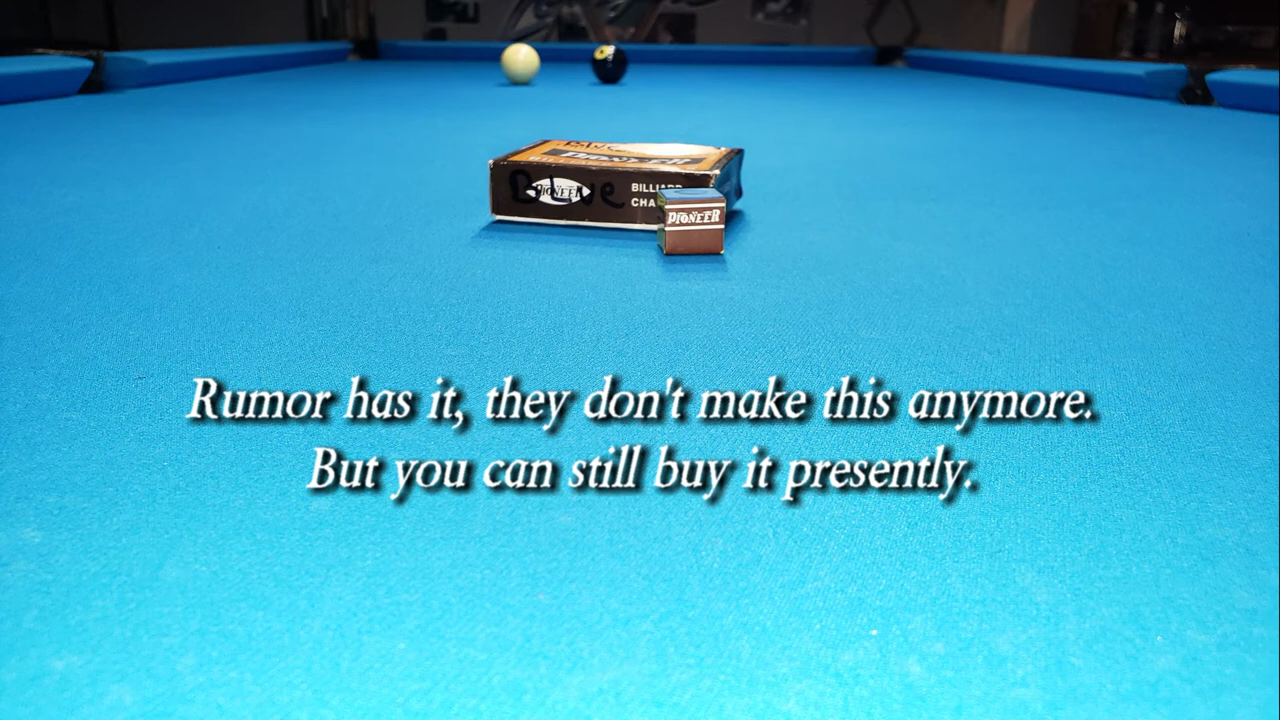 PIONEER
BLUE
PIONEER
BILLIARD
CHA
PIONEER
Rumor has it, they don't make this anymore.
But you can still buy it presently.